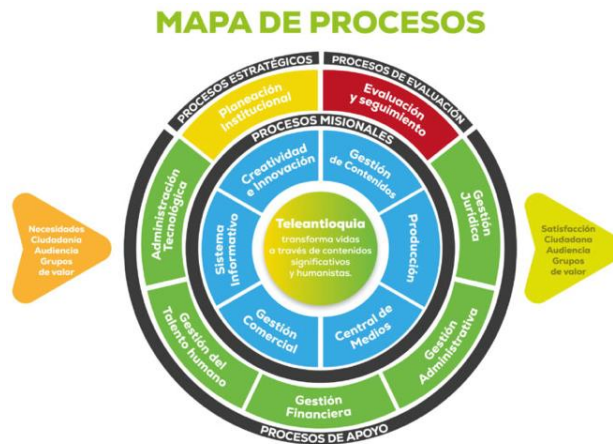 MAPA DE PROCESOS
PROCESOS ESTRATÉGICOS
PROCESOS DE EVALUACIÓN
Planeación
Institucional
Evaluación
y seguimiento
PROCESOS MISIONALES
Creatividad
e Innovación
Gestión
de Contenidos
Administración
Tecnológica
Gestión
Jurídica
Sistema
Informativo
Producción
Teleantioquia
transforma vidas
a través de contenidos
significativos
y humanistas.
Necesidades
Ciudadanía
Audiencia
Grupos
de valor
Satisfacción
Ciudadana
Audiencia
Grupos
de valor
Gestión
Comercial
Central de
Medios
Gestión del
Talento humano
Gestión
Administrativa
Gestión
Financiera
PROCESOS DE APOYO